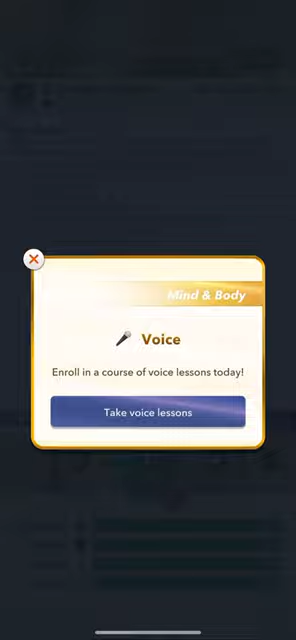 Mind & Body
Voice
Enroll in a course of voice lessons today!
Take voice lessons